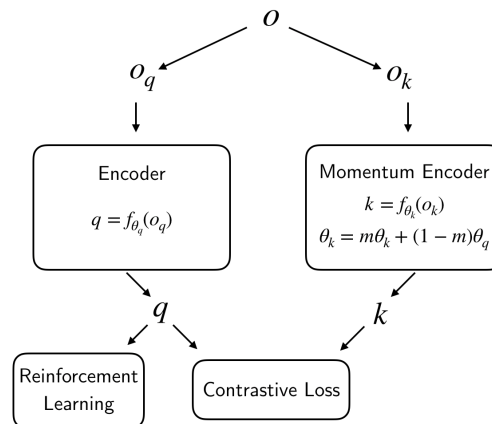 o
o_q
o_k
Encoder
q = f_{θ_q}(o_q)
Momentum Encoder
k = f_{θ_k}(o_k)
θ_k = mθ_k + (1 − m)θ_q
q
k
Reinforcement
Learning
Contrastive Loss